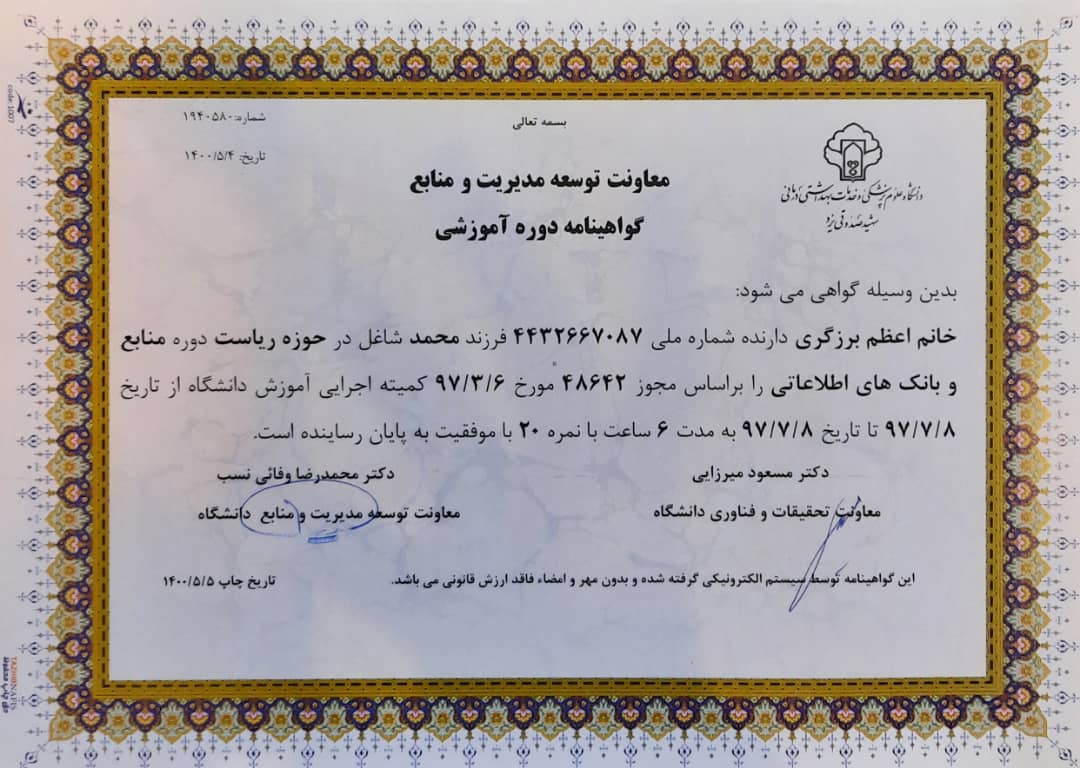 بسمه تعالی
شماره: ۱۹۴۰۵۸۰
تاریخ: ۱۴۰۰/۵/۴
دانشگاه علوم پزشکی و خدمات بهداشتی درمانی
شهید صدوقی یزد
معاونت توسعه مدیریت و منابع
گواهینامه دوره آموزشی
بدین وسیله گواهی می شود:
خانم اعظم برزگری دارنده شماره ملی ۴۴۳۲۶۶۷۰۸۷ فرزند محمد شاغل در حوزه ریاست دوره منابع
و بانک های اطلاعاتی را براساس مجوز ۴۸۶۴۲ مورخ ۹۷/۳/۶ کمیته اجرایی آموزش دانشگاه از تاریخ
۹۷/۷/۸ تا تاریخ ۹۷/۷/۸ به مدت ۶ ساعت با نمره ۲۰ با موفقیت به پایان رساینده است.
دکتر مسعود میرزایی
معاونت تحقیقات و فناوری دانشگاه
دکتر محمدرضا وفائی نسب
معاونت توسعه مدیریت و منابع دانشگاه
این گواهینامه توسط سیستم الکترونیکی گرفته شده و بدون مهر و امضاء فاقد ارزش قانونی می باشد.
تاریخ چاپ ۱۴۰۰/۵/۵
code: 1007